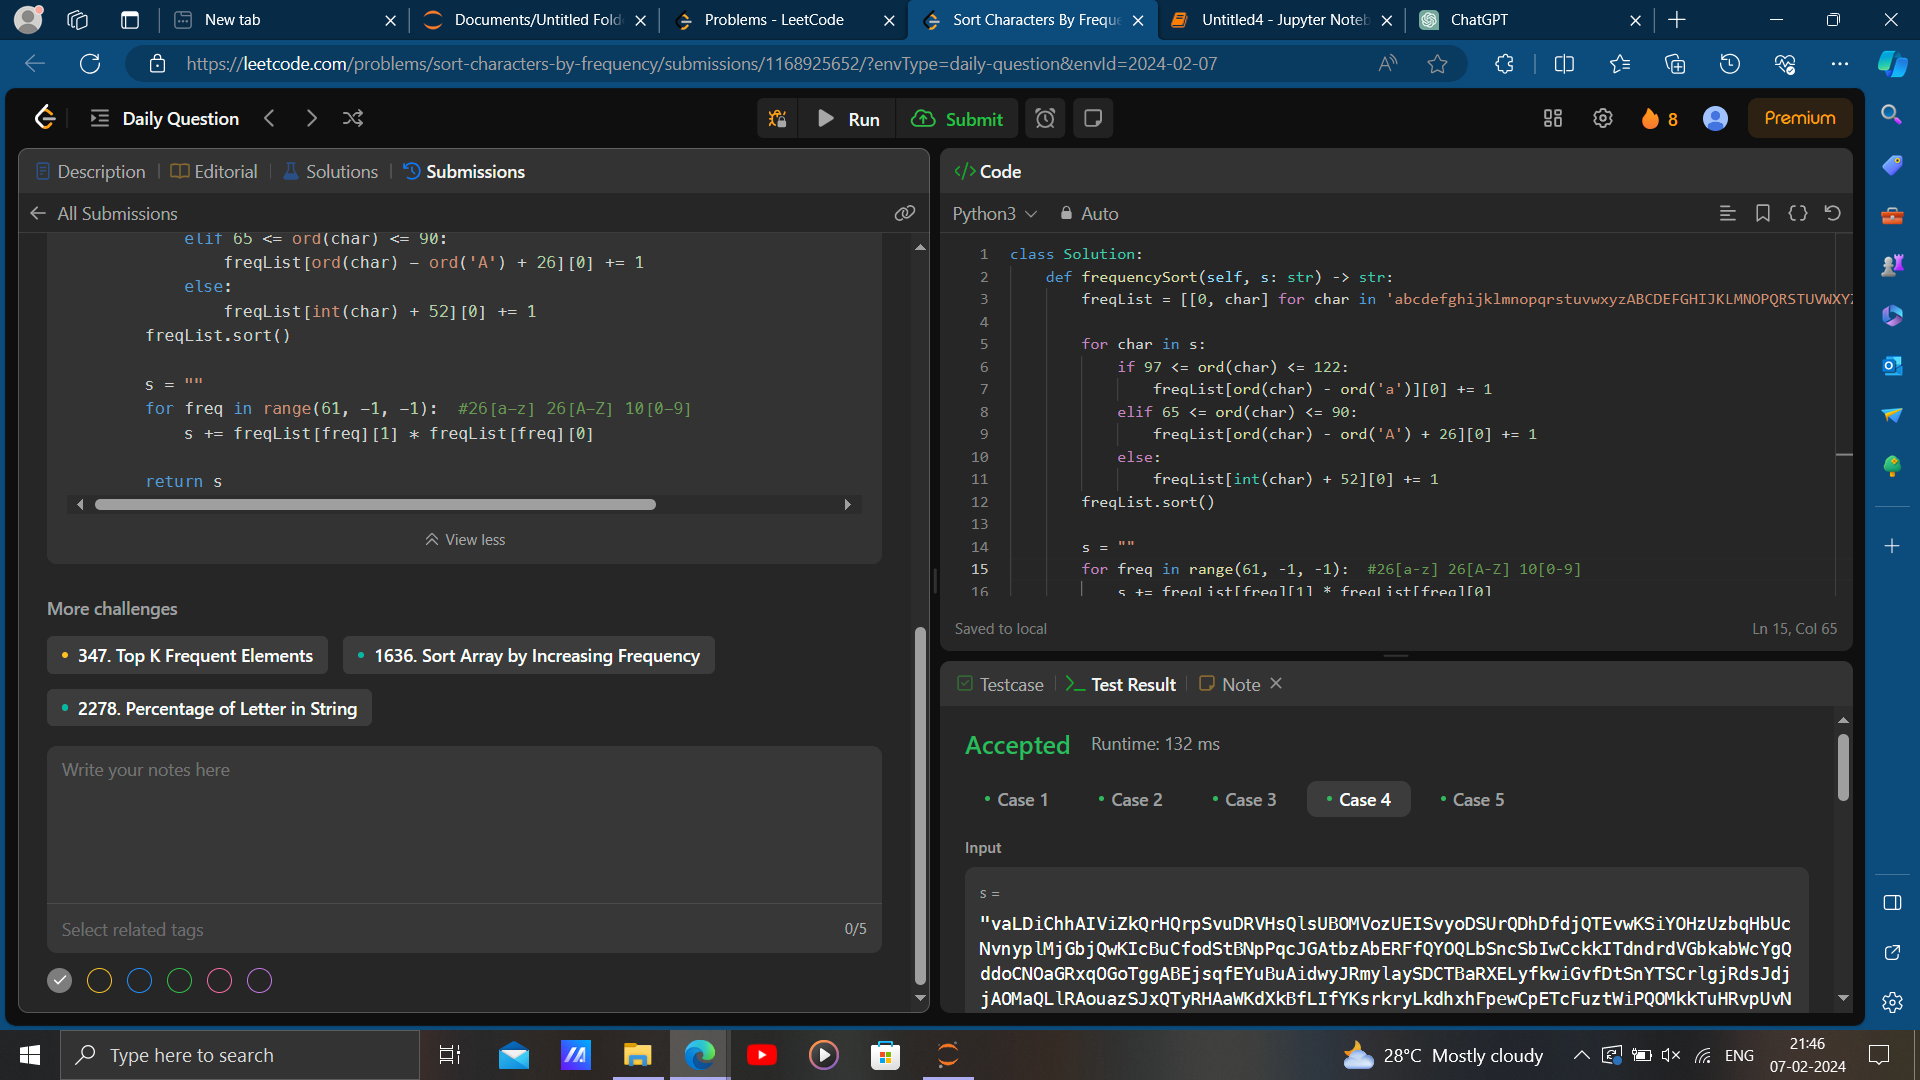 New tab
Documents/Untitled Fold
Problems - LeetCode
Sort Characters By Freque
Untitled4 - Jupyter Noteb
ChatGPT
https://leetcode.com/problems/sort-characters-by-frequency/submissions/1168925652/?envType=daily-question&envId=2024-02-07
Daily Question
Run
Submit
8
Premium
Description
Editorial
Solutions
Submissions
All Submissions
elif 65 <= ord(char) <= 90:
freqList[ord(char) - ord('A') + 26][0] += 1
else:
freqList[int(char) + 52][0] += 1
freqList.sort()
s = ""
for freq in range(61, -1, -1):  #26[a-z] 26[A-Z] 10[0-9]
s += freqList[freq][1] * freqList[freq][0]
return s
View less
More challenges
347. Top K Frequent Elements
1636. Sort Array by Increasing Frequency
2278. Percentage of Letter in String
Write your notes here
Select related tags
0/5
</> Code
Python3
Auto
1 class Solution:
2 def frequencySort(self, s: str) -> str:
3 freqList = [[0, char] for char in 'abcdefghijklmnopqrstuvwxyzABCDEFGHIJKLMNOPQRSTUVWXYZ
4
5 for char in s:
6 if 97 <= ord(char) <= 122:
7 freqList[ord(char) - ord('a')][0] += 1
8 elif 65 <= ord(char) <= 90:
9 freqList[ord(char) - ord('A') + 26][0] += 1
10 else:
11 freqList[int(char) + 52][0] += 1
12 freqList.sort()
13
14 s = ""
15 for freq in range(61, -1, -1):  #26[a-z] 26[A-Z] 10[0-9]
16 s += freqList[freq][1] * freqList[freq][0]
Saved to local
Ln 15, Col 65
Testcase
Test Result
Note
Accepted
Runtime: 132 ms
Case 1
Case 2
Case 3
Case 4
Case 5
Input
s =
"vaLDiChhAIViZkQrHQrpSvuDRVHsQlsUBOMVozUEISvyoDSUrQDhDfdjQTEvwKSiYOHzUzbqHbUc
NvnyplMjGbjQwKIcBuCfodStBNpPqcJGAtbzAbERFfQYOQLbSncSbIwCckkITdndrdVGbkabWcYgQ
ddoCNOaGRxqOGoTggABEjsqfEYuBuAidwyJRmylaySDCTBaRXELyfkwiGvfDtSnYTSCrlgjRdsJdj
jAOMaQLlRAouazSJxQTyRHAaWKdXkBfLIfYKsrkryLkdhxhFpewCpETcFuztWiPQOMkkTuHRvpUvN
Type here to search
28°C Mostly cloudy
ENG
21:46
07-02-2024